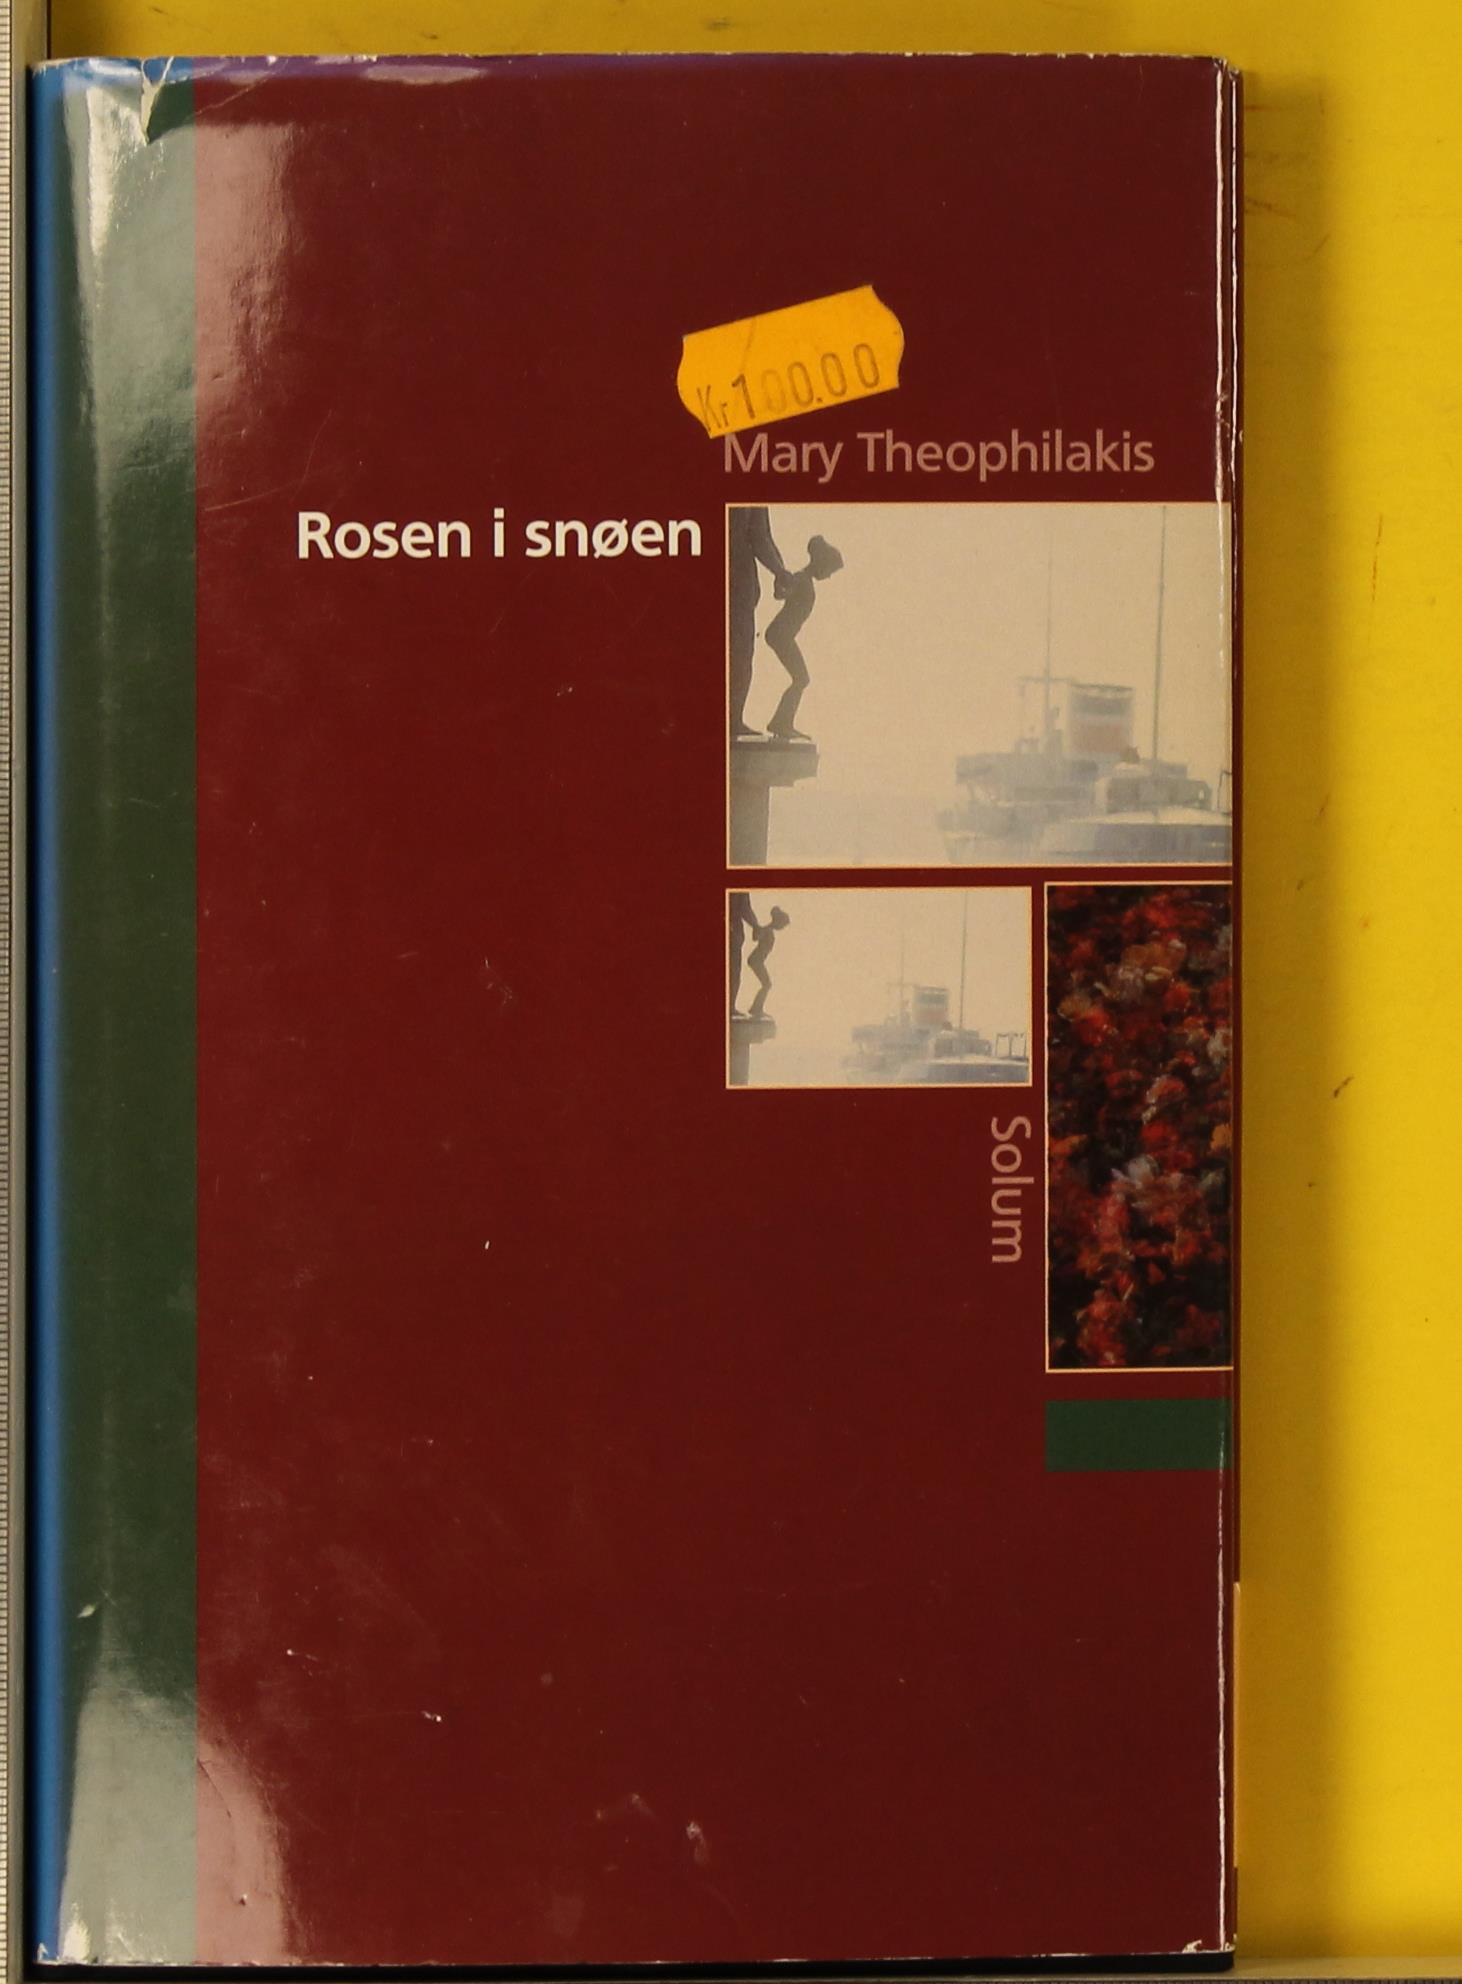 Kr 100.00
Mary Theophilakis
Rosen i snøen
Solum